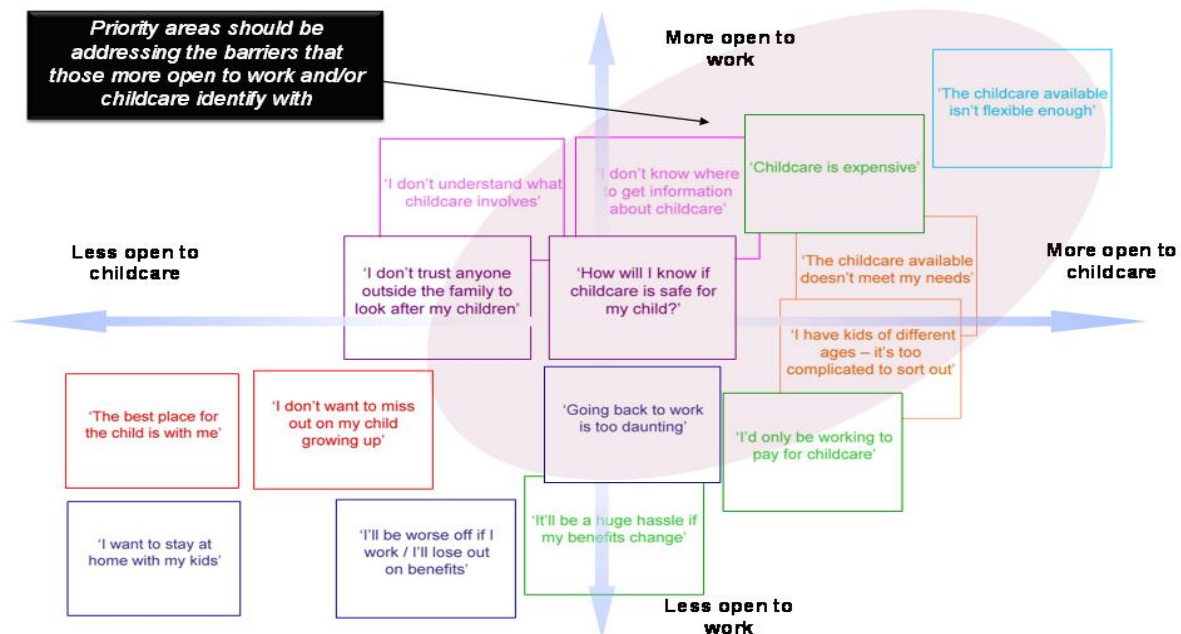 Priority areas should be
addressing the barriers that
those more open to work and/or
childcare identify with
More open to
work
'The childcare available
isn't flexible enough'
'Childcare is expensive'
'I don't understand what
childcare involves'
'I don't know where
to get information
about childcare'
Less open to
childcare
'I don't trust anyone
outside the family to
look after my children'
'How will I know if
childcare is safe for
my child?'
'The childcare available
doesn't meet my needs'
More open to
childcare
'I have kids of different
ages – it's too
complicated to sort out'
'The best place for
the child is with me'
'I don't want to miss
out on my child
growing up'
'Going back to work
is too daunting'
'I'd only be working to
pay for childcare'
'I want to stay at
home with my kids'
'I'll be worse off if I
work / I'll lose out
on benefits'
'It'll be a huge hassle if
my benefits change'
Less open to
work